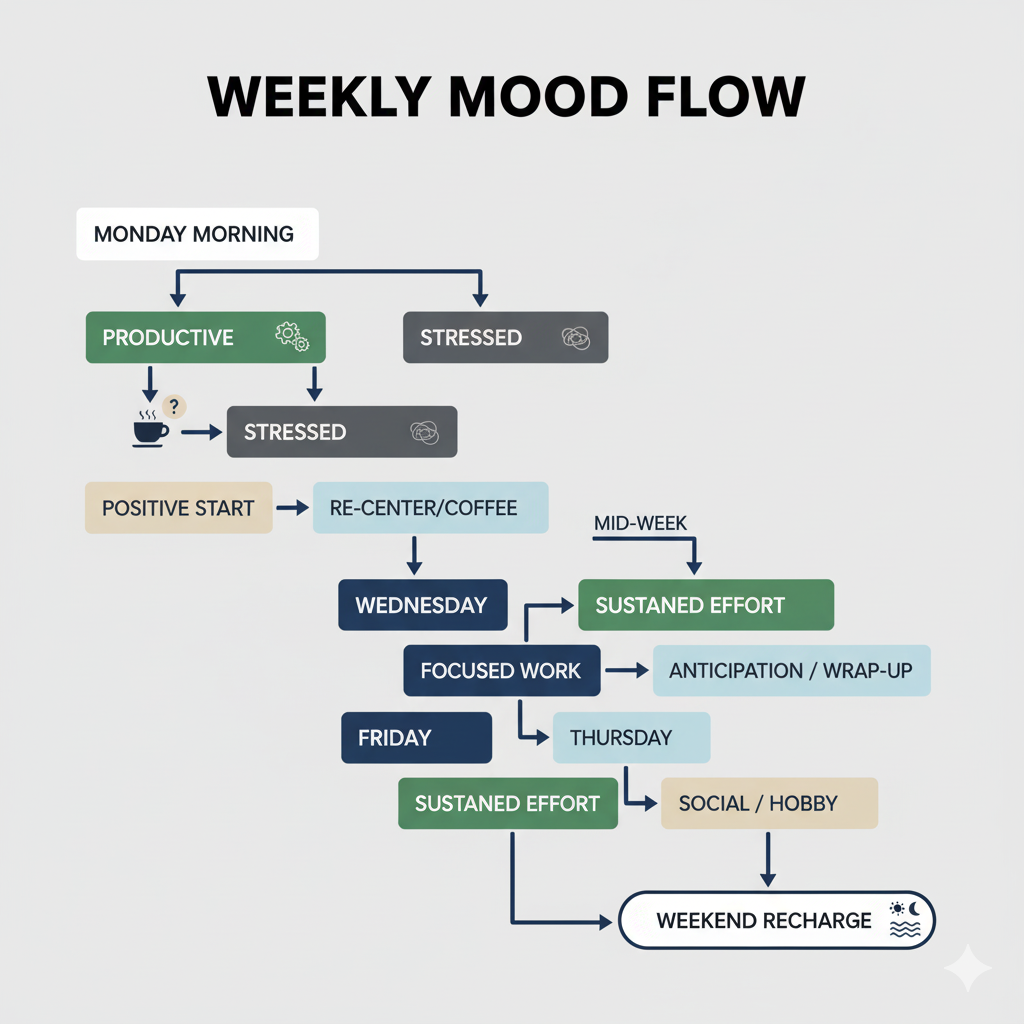 WEEKLY MOOD FLOW
MONDAY MORNING
PRODUCTIVE
STRESSED
?
STRESSED
POSITIVE START
RE-CENTER/COFFEE
MID-WEEK
WEDNESDAY
SUSTANED EFFORT
FOCUSED WORK
ANTICIPATION / WRAP-UP
FRIDAY
THURSDAY
SUSTANED EFFORT
SOCIAL / HOBBY
WEEKEND RECHARGE